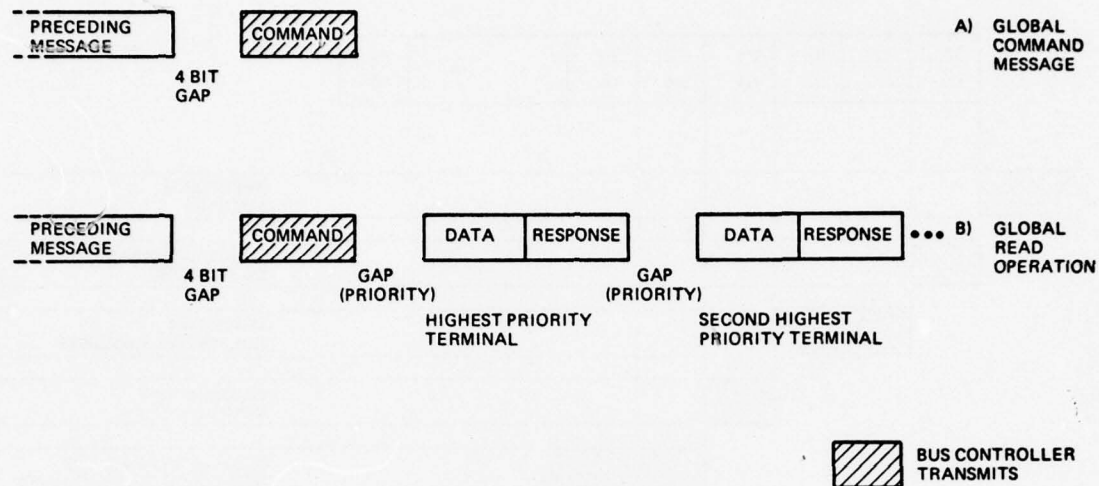 PRECEDING
MESSAGE
4 BIT
GAP
COMMAND
A) GLOBAL
COMMAND
MESSAGE
PRECEDING
MESSAGE
4 BIT
GAP
COMMAND
GAP
(PRIORITY)
DATA
RESPONSE
HIGHEST PRIORITY
TERMINAL
GAP
(PRIORITY)
DATA
RESPONSE
SECOND HIGHEST
PRIORITY TERMINAL
••• B) GLOBAL
READ
OPERATION
BUS CONTROLLER
TRANSMITS